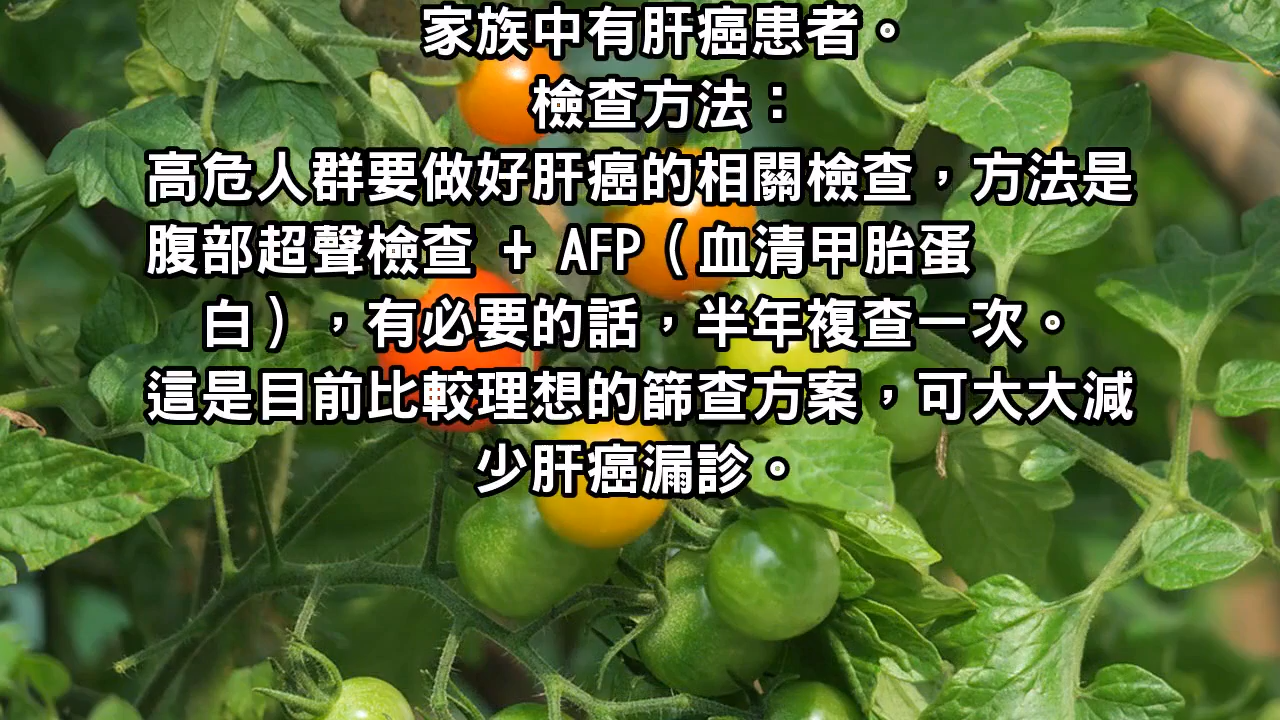 家族中有肝癌患者。
檢查方法：
高危人群要做好肝癌的相關檢查，方法是
腹部超聲檢查 + AFP（血清甲胎蛋
白），有必要的話，半年複查一次。
這是目前比較理想的篩查方案，可大大減
少肝癌漏診。